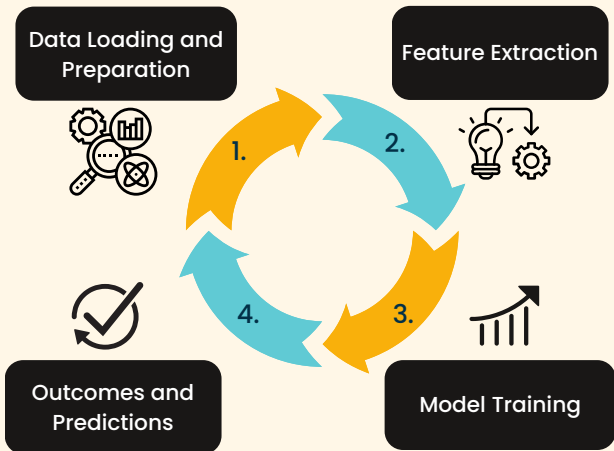 Data Loading and
Preparation
Feature Extraction
1.
2.
4.
3.
Outcomes and
Predictions
Model Training